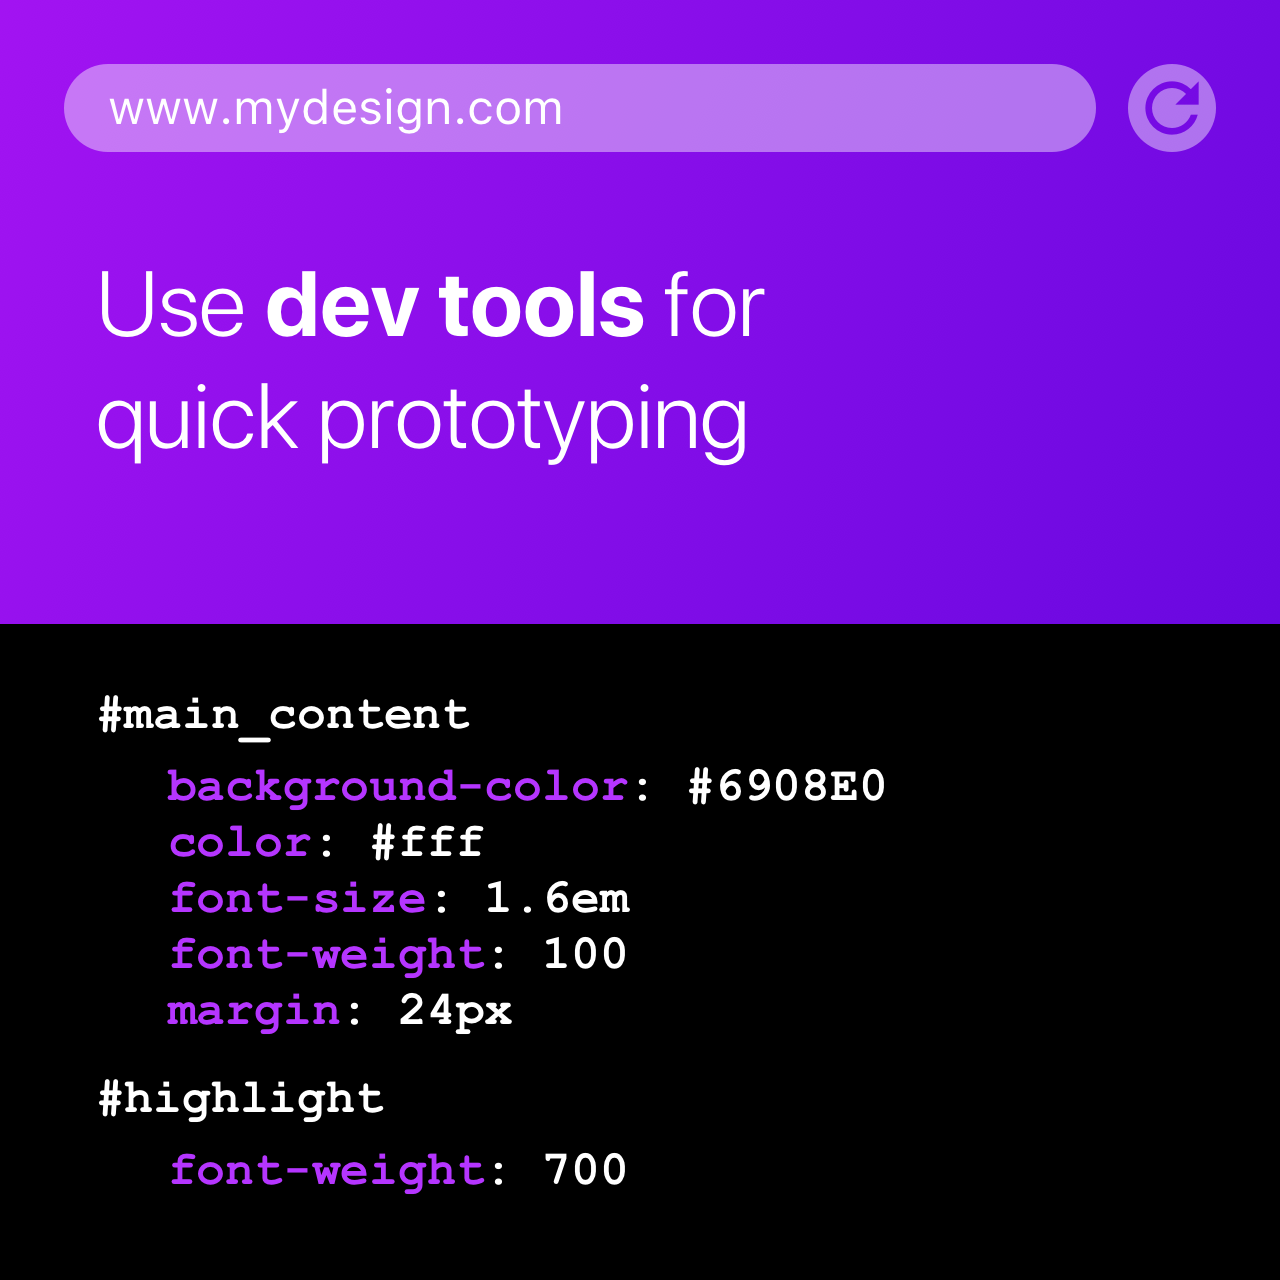 www.mydesign.com
Use dev tools for
quick prototyping
#main_content
background-color: #6908E0
color: #fff
font-size: 1.6em
font-weight: 100
margin: 24px
#highlight
font-weight: 700